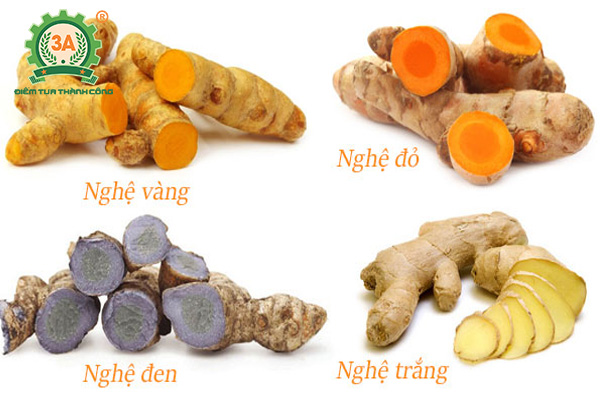 3A
®
ĐIỂM TỰA THÀNH CÔNG
Nghệ vàng
Nghệ đỏ
Nghệ đen
Nghệ trắng